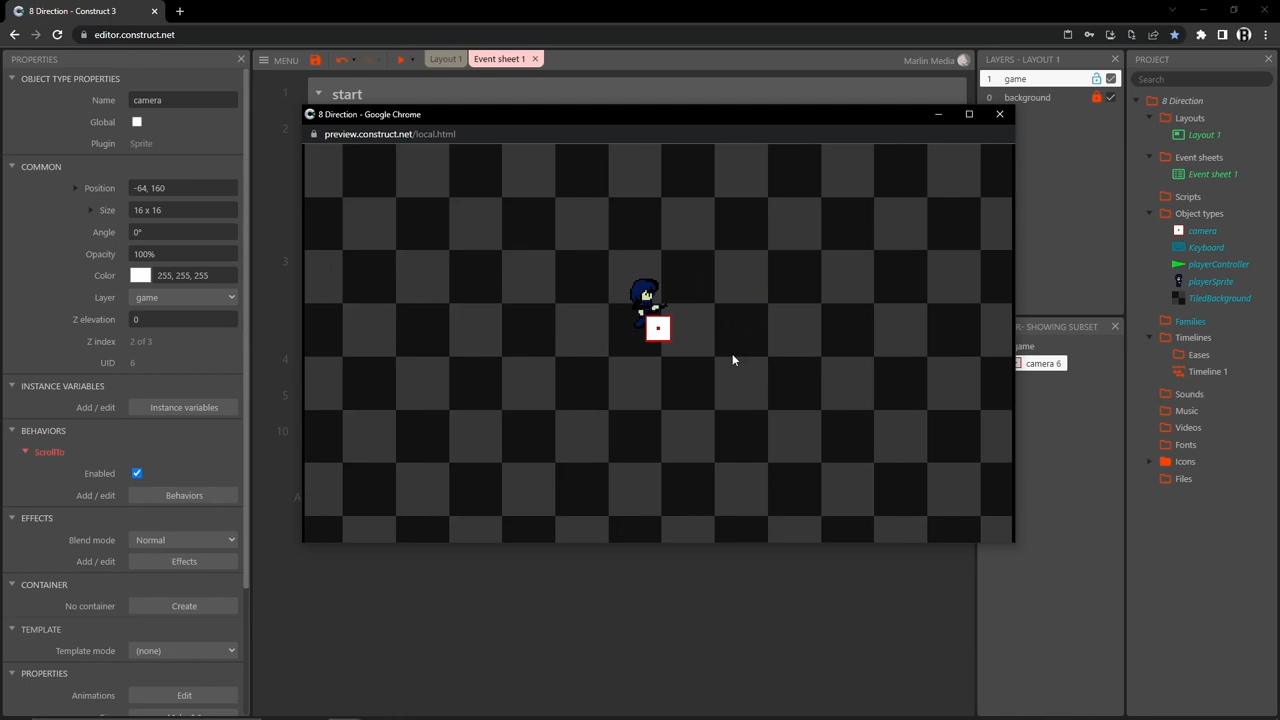 8 Direction - Construct 3
editor.construct.net
PROPERTIES
OBJECT TYPE PROPERTIES
Name camera
Global
Plugin Sprite
COMMON
Position -64, 160
Size 16 x 16
Angle 0°
Opacity 100%
Color 255, 255, 255
Layer game
Z elevation 0
Z index 2 of 3
UID 6
INSTANCE VARIABLES
Add / edit Instance variables
BEHAVIORS
ScrollTo
Enabled
Add / edit Behaviors
EFFECTS
Blend mode Normal
Add / edit Effects
CONTAINER
No container Create
TEMPLATE
Template mode (none)
PROPERTIES
Animations Edit
MENU
Layout 1
Event sheet 1
Marlin Media
1 start
2
3
4
5
10
A
8 Direction - Google Chrome
preview.construct.net/local.html
LAYERS - LAYOUT 1
1 game
0 background
R- SHOWING SUBSET
game
camera 6
PROJECT
Search
8 Direction
Layouts
Layout 1
Event sheets
Event sheet 1
Scripts
Object types
camera
Keyboard
playerController
playerSprite
TiledBackground
Families
Timelines
Eases
Timeline 1
Sounds
Music
Videos
Fonts
Icons
Files